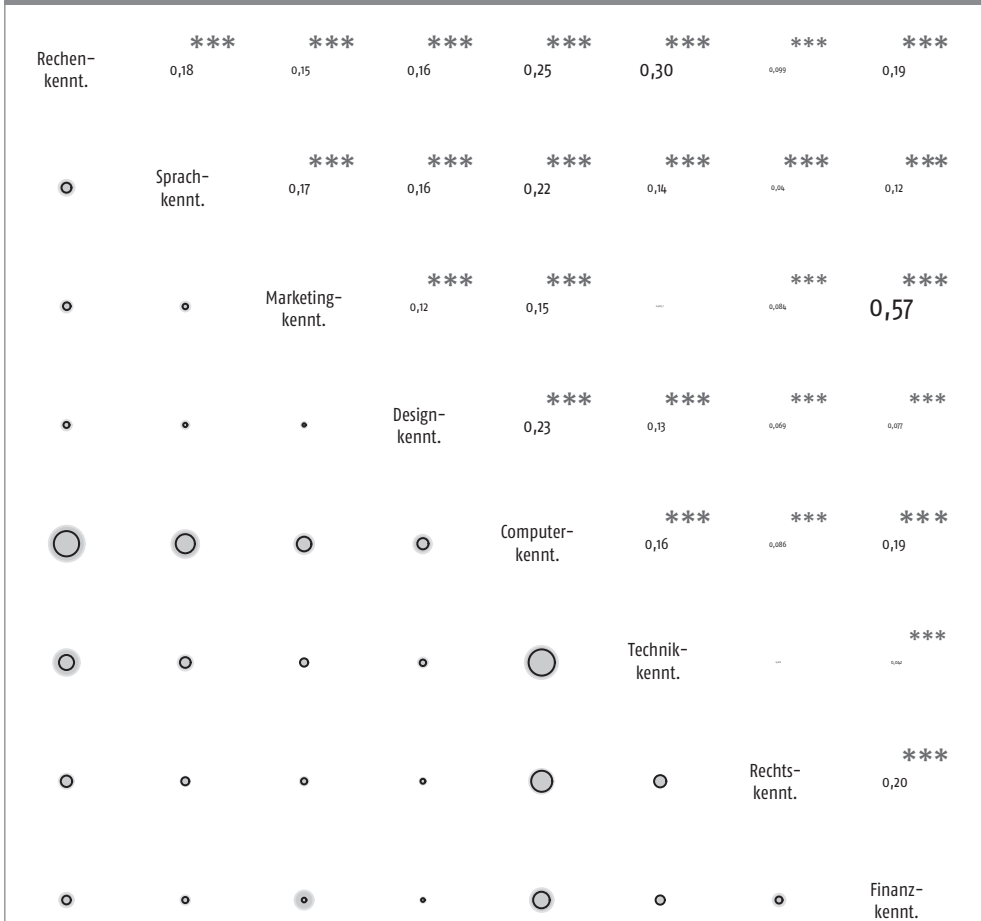 *** *** *** *** *** *** ***
Rechen-
kennt.
0,18 0,15 0,16 0,25 0,30 0,099 0,19
*** *** *** *** *** ***
Sprach-
kennt.
0,17 0,16 0,22 0,14 0,04 0,12
*** *** *** ***
Marketing-
kennt.
0,12 0,15 0,084 0,57
*** *** *** ***
Design-
kennt.
0,23 0,13 0,069 0,077
*** *** ***
Computer-
kennt.
0,16 0,086 0,19
***
Technik-
kennt.
***
Rechts-
kennt.
0,20
Finanz-
kennt.